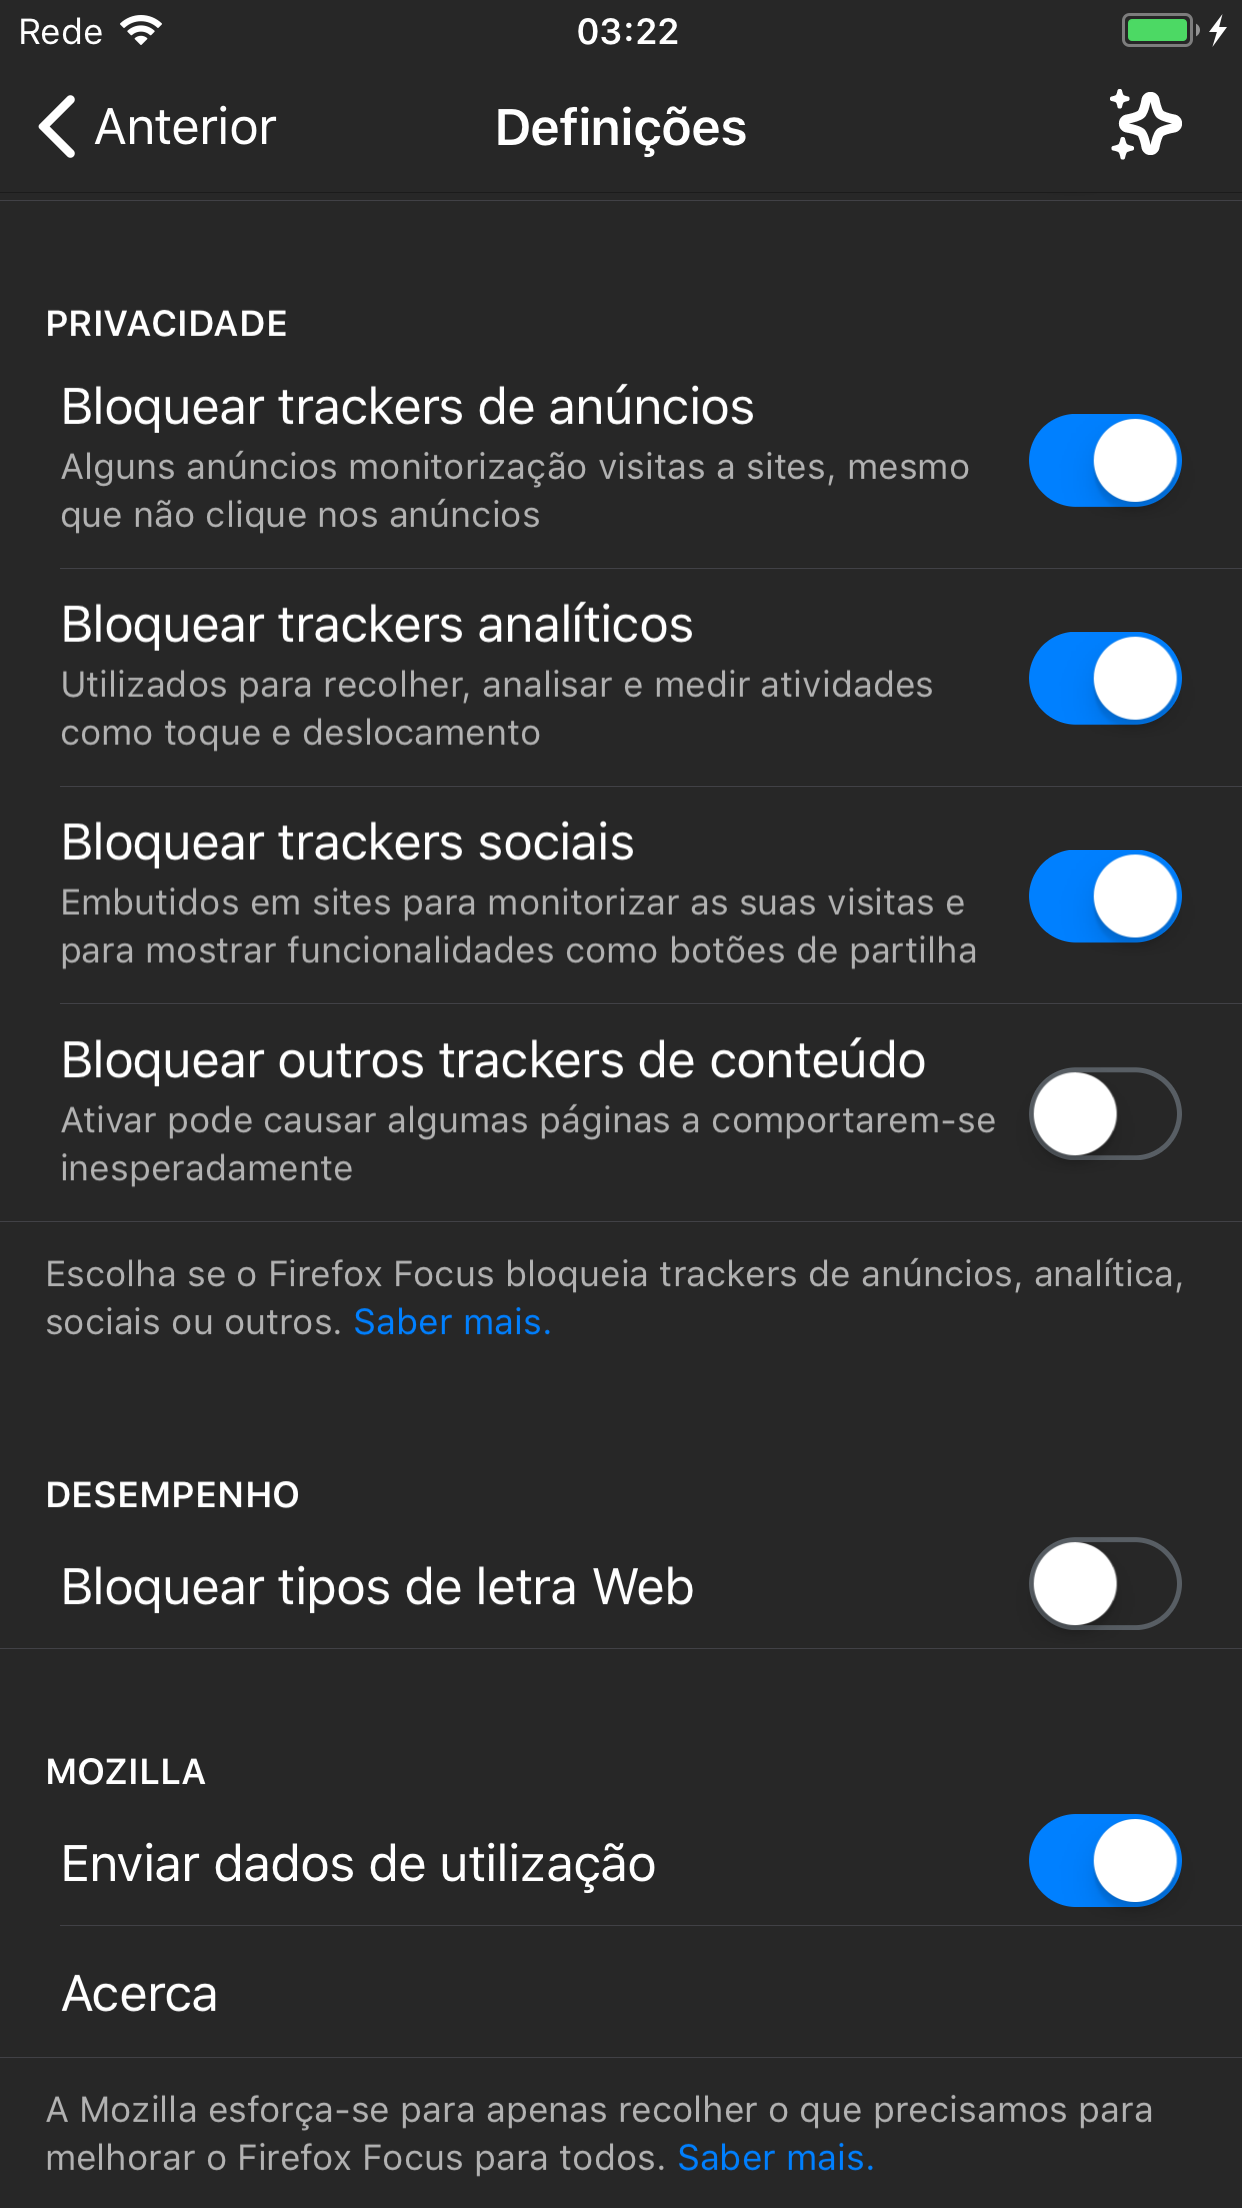 Rede
03:22
Anterior
Definições
PRIVACIDADE
Bloquear trackers de anúncios
Alguns anúncios monitorização visitas a sites, mesmo
que não clique nos anúncios
Bloquear trackers analíticos
Utilizados para recolher, analisar e medir atividades
como toque e deslocamento
Bloquear trackers sociais
Embutidos em sites para monitorizar as suas visitas e
para mostrar funcionalidades como botões de partilha
Bloquear outros trackers de conteúdo
Ativar pode causar algumas páginas a comportarem-se
inesperadamente
Escolha se o Firefox Focus bloqueia trackers de anúncios, analítica,
sociais ou outros. Saber mais.
DESEMPENHO
Bloquear tipos de letra Web
MOZILLA
Enviar dados de utilização
Acerca
A Mozilla esforça-se para apenas recolher o que precisamos para
melhorar o Firefox Focus para todos. Saber mais.